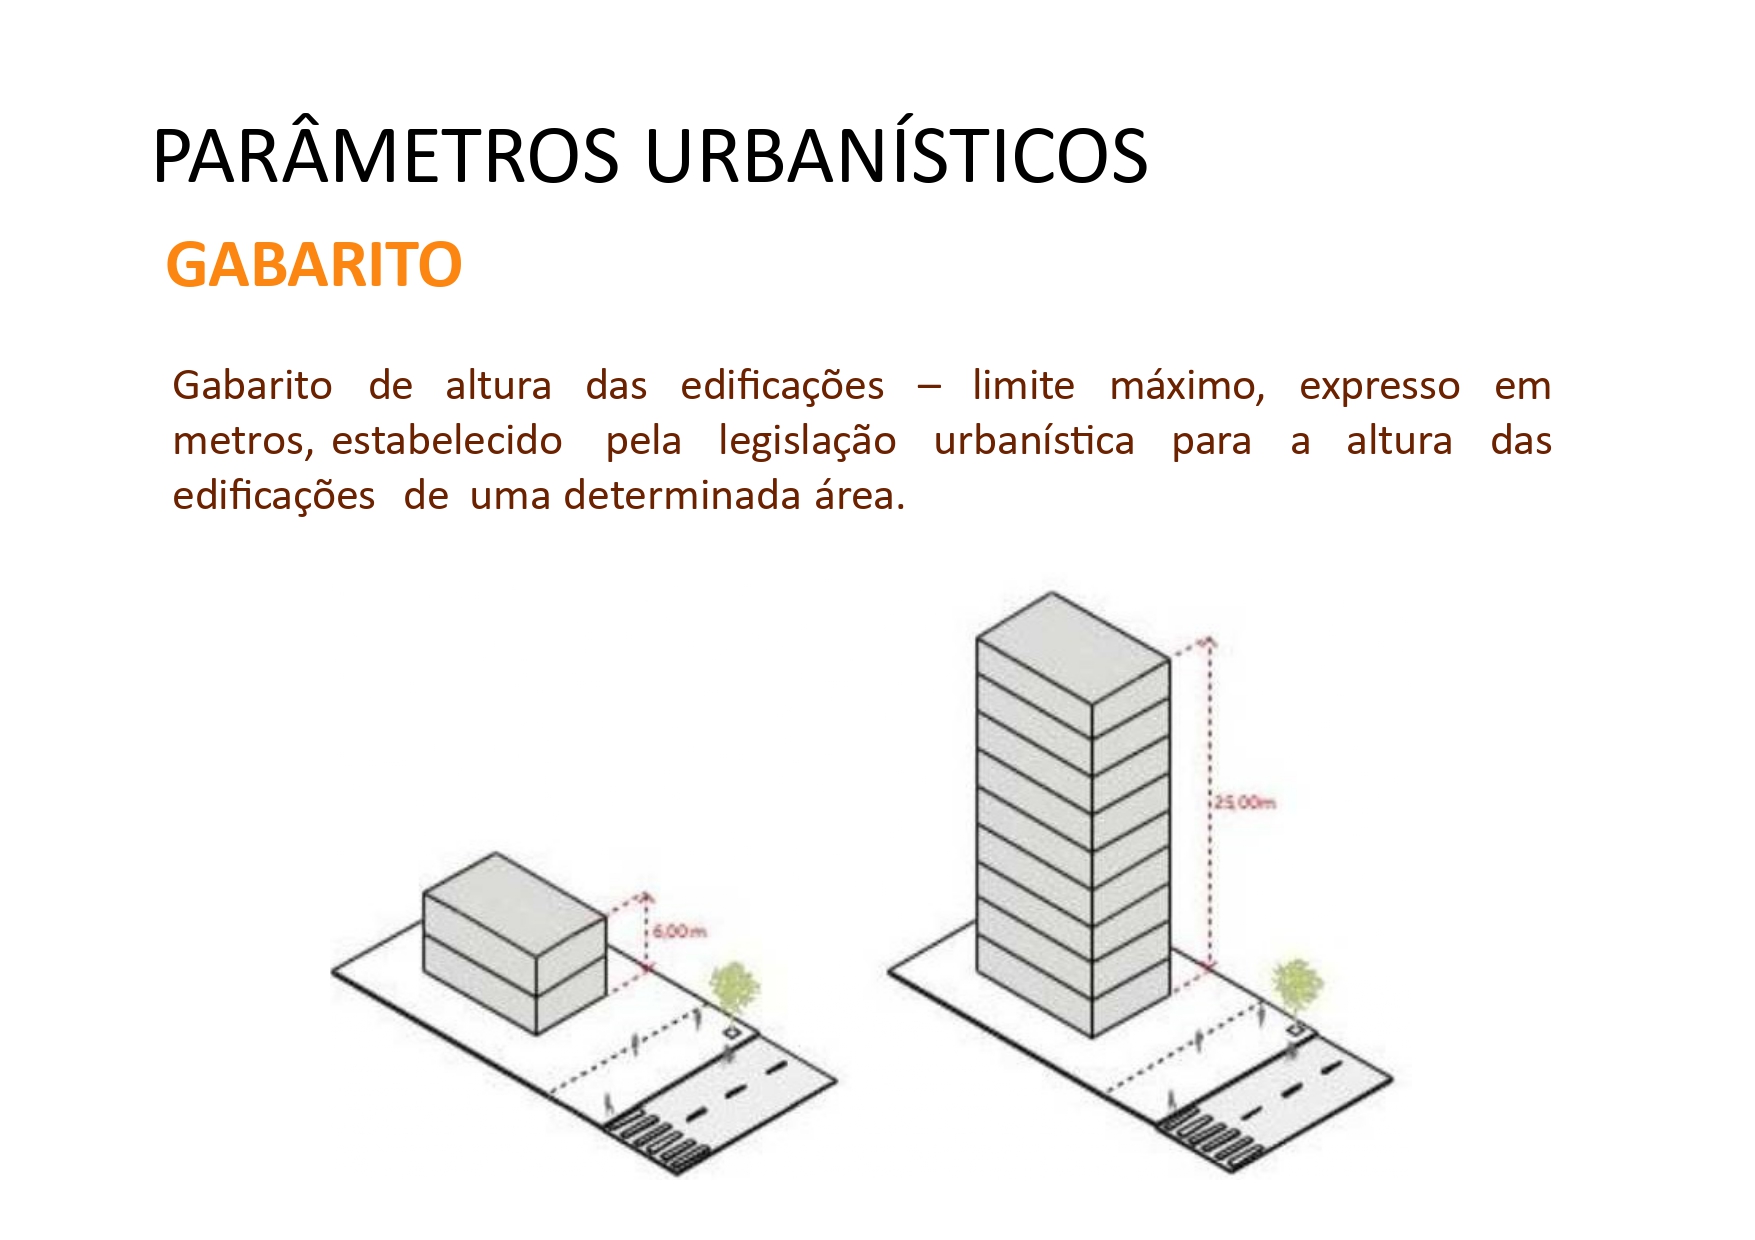 PARÂMETROS URBANÍSTICOS
GABARITO
Gabarito de altura das edificações – limite máximo, expresso em
metros, estabelecido pela legislação urbanística para a altura das
edificações de uma determinada área.
25,00m
6,00m